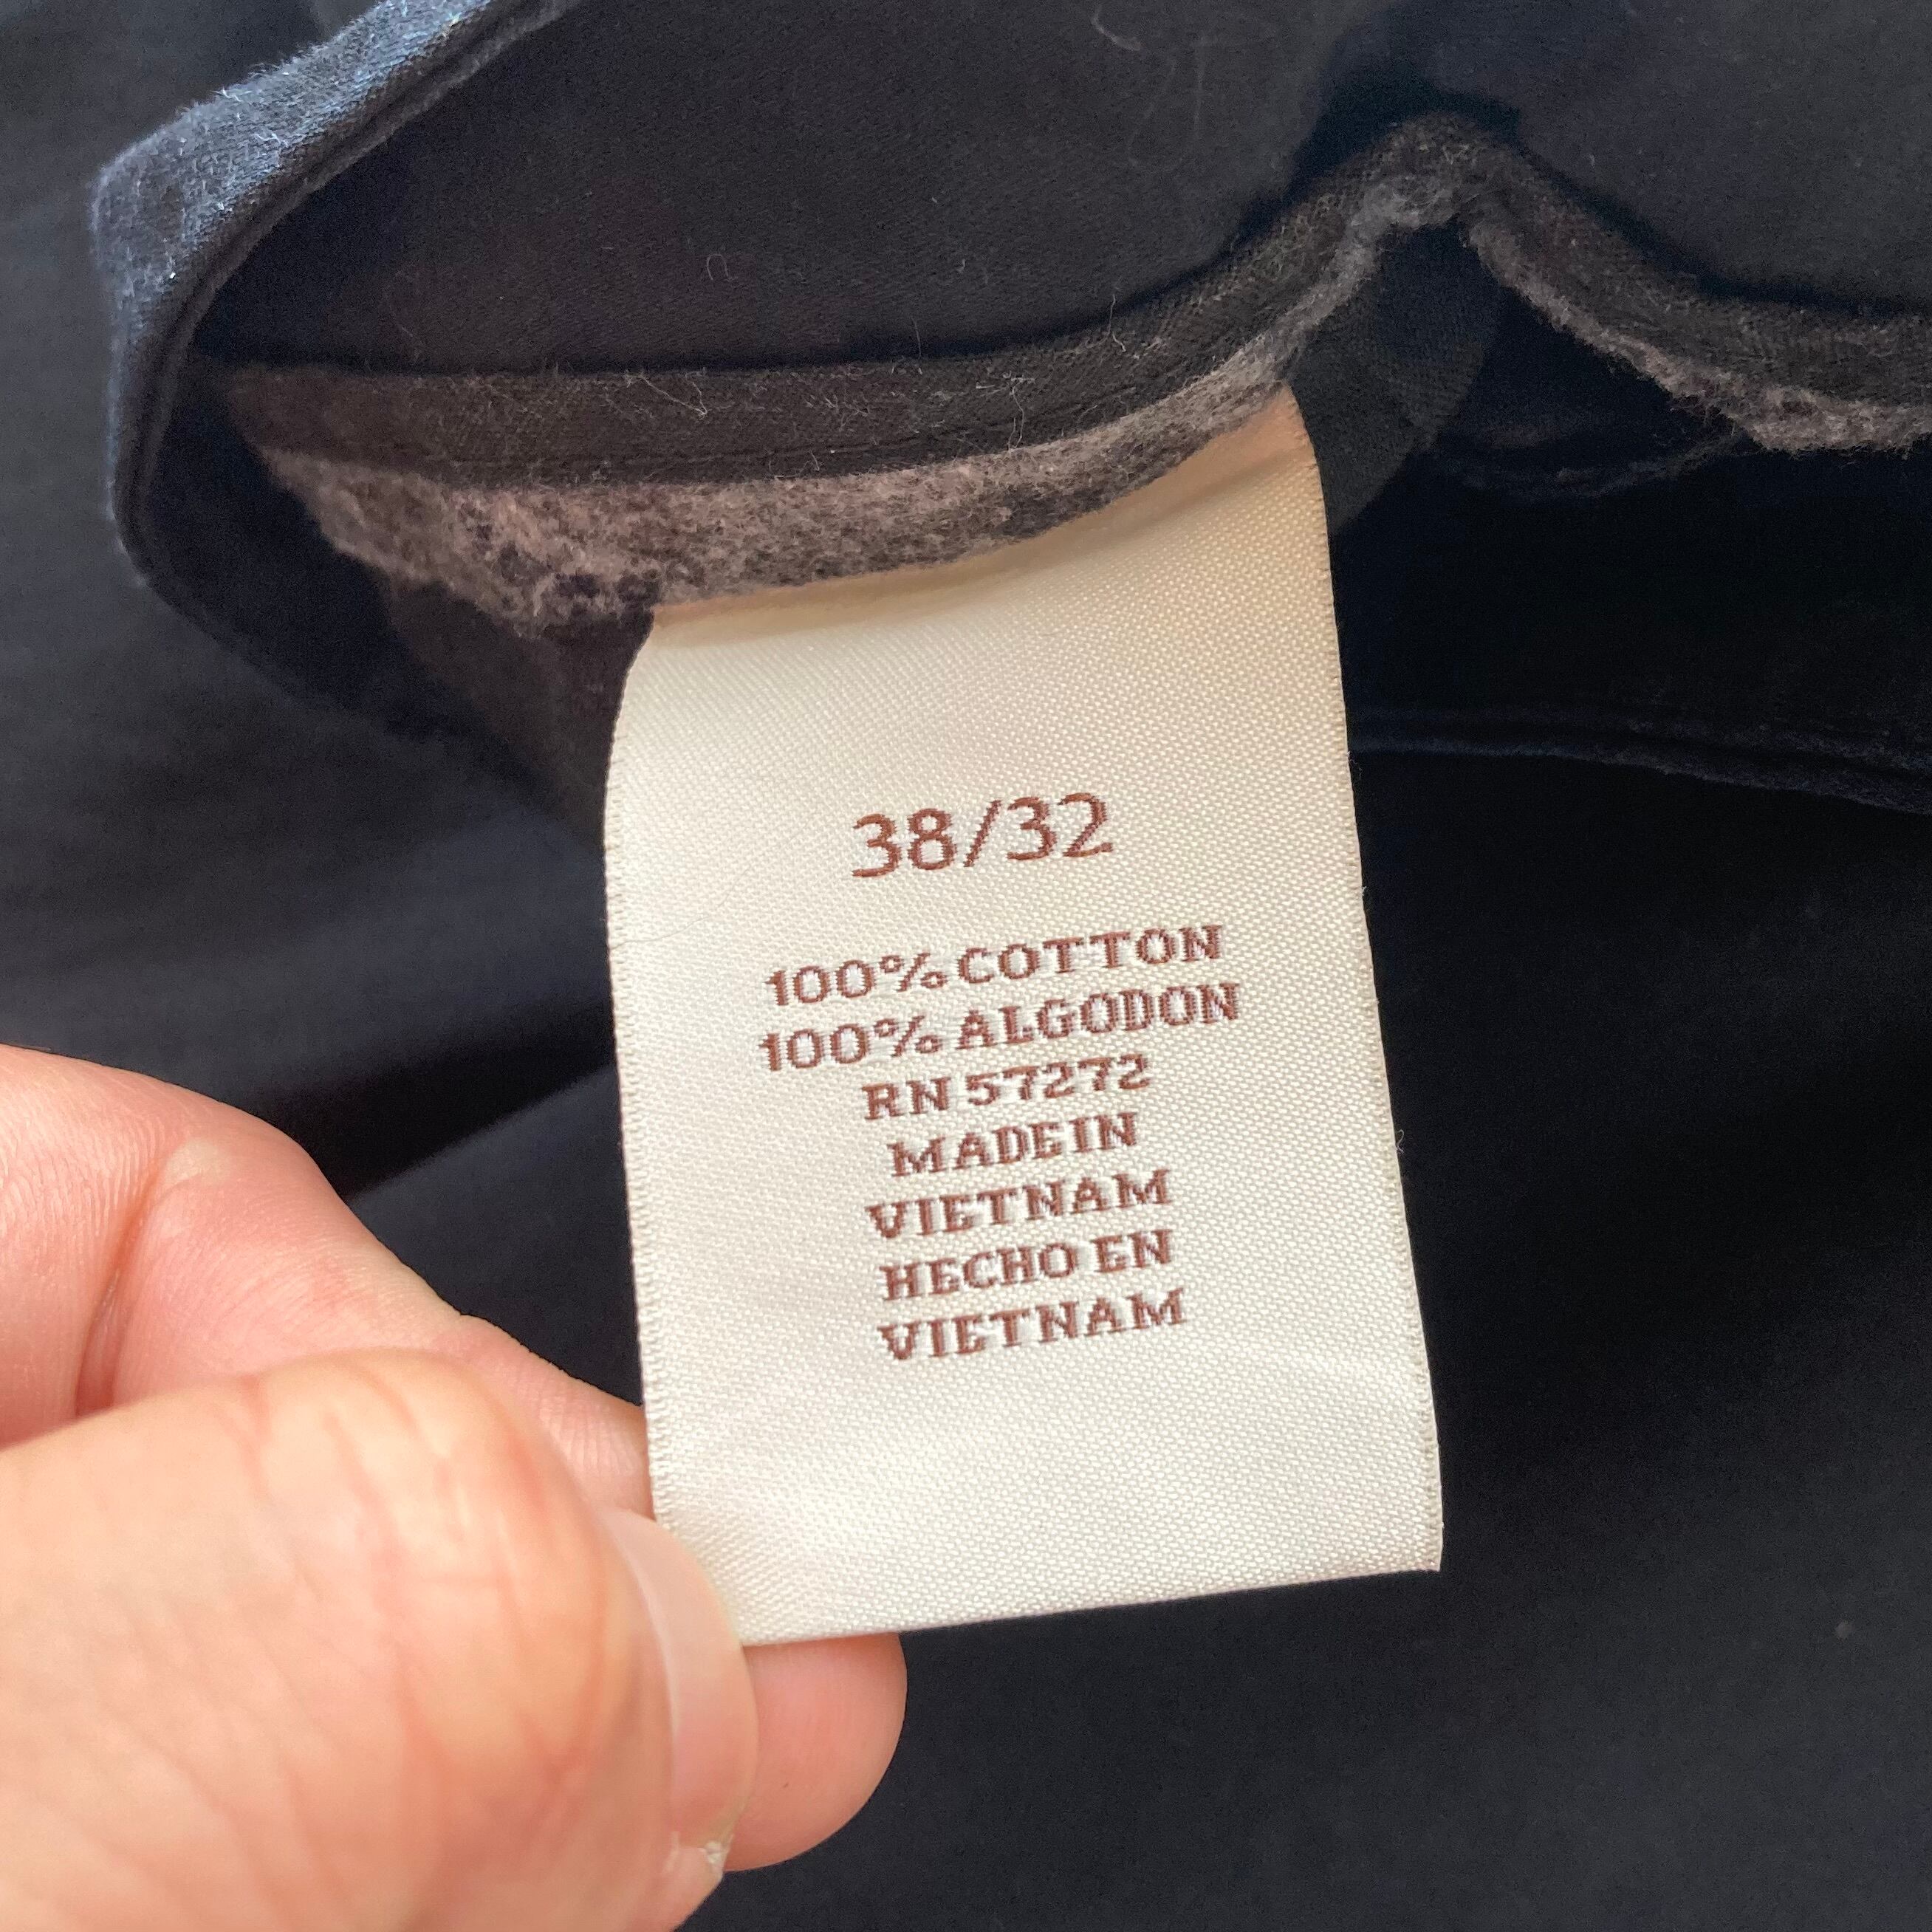 38/32
100% COTTON
100% ALGODON
RN 57272
MADE IN
VIETNAM
HECHO EN
VIETNAM